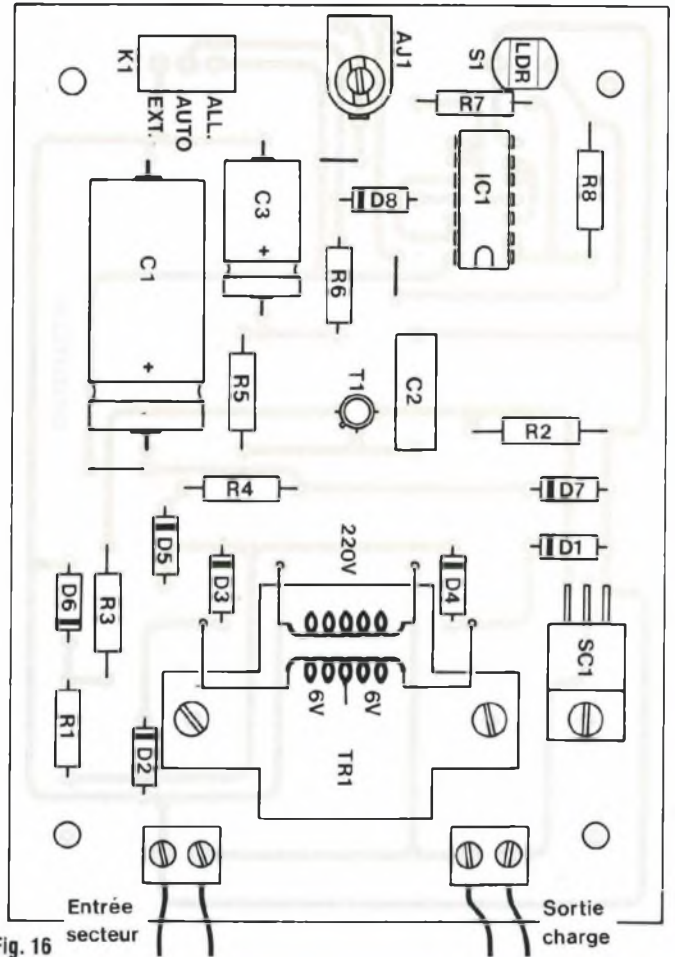 K1
EXT.
AUTO
ALL.
AJ1
S1
LDR
R7
IC1
R8
C1
+
C3
+
D8
R6
R5
T1
C2
R2
R4
D7
D1
D5
D3
220V
D4
D6
R3
SC1
6V
6V
R1
D2
TR1
Entrée
secteur
Sortie
charge
Fig. 16